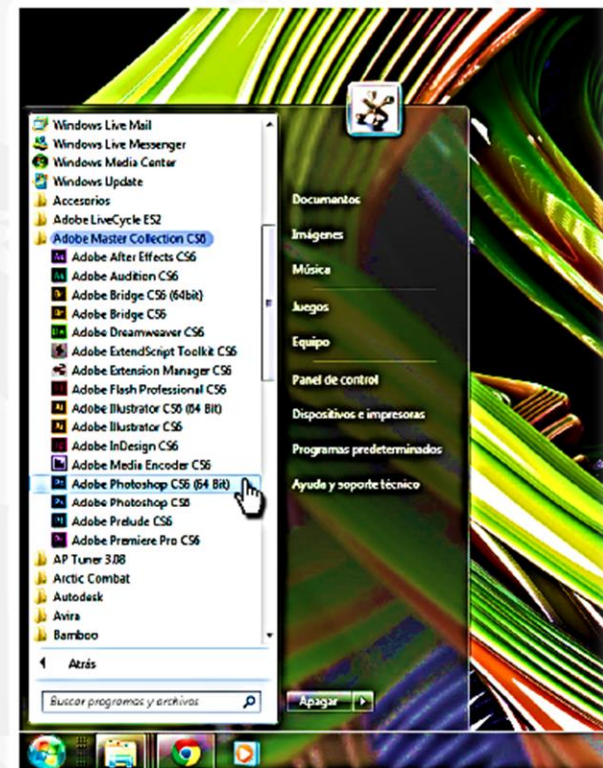 Windows Live Mail
Windows Live Messenger
Windows Media Center
Windows Update
Accesorios
Adobe LiveCycle ES2
Adobe Master Collection CS6
Adobe After Effects CS6
Adobe Audition CS6
Adobe Bridge CS6 (64bit)
Adobe Bridge CS6
Adobe Dreamweaver CS6
Adobe ExtendScript Toolkit CS6
Adobe Extension Manager CS6
Adobe Flash Professional CS6
Adobe Illustrator CS6 (64 Bit)
Adobe Illustrator CS6
Adobe InDesign CS6
Adobe Media Encoder CS6
Adobe Photoshop CS6 (64 Bit)
Adobe Photoshop CS6
Adobe Prelude CS6
Adobe Premiere Pro CS6
AP Tuner 3.08
Arctic Combat
Autodesk
Avira
Bamboo
Atrás
Buscar programas y archivos
Documentos
Imágenes
Música
Juegos
Equipo
Panel de control
Dispositivos e impresoras
Programas predeterminados
Ayuda y soporte técnico
Apagar